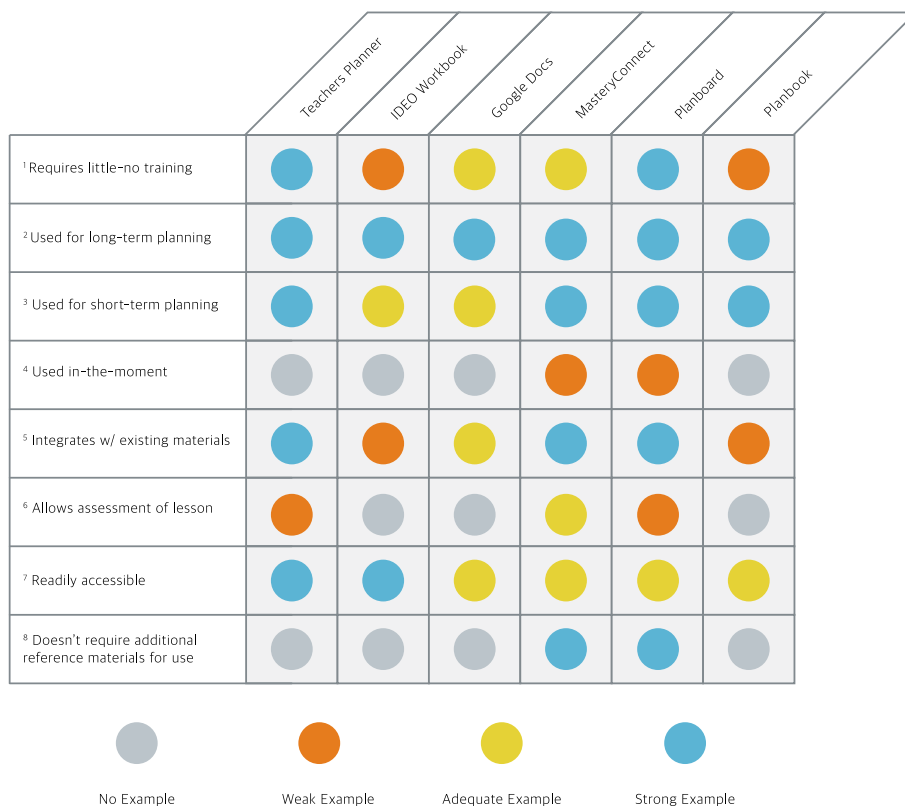 Teachers Planner
IDEO Workbook
Google Docs
MasteryConnect
Planboard
Planbook
¹ Requires little-no training
² Used for long-term planning
³ Used for short-term planning
⁴ Used in-the-moment
⁵ Integrates w/ existing materials
⁶ Allows assessment of lesson
⁷ Readily accessible
⁸ Doesn't require additional
reference materials for use
No Example
Weak Example
Adequate Example
Strong Example